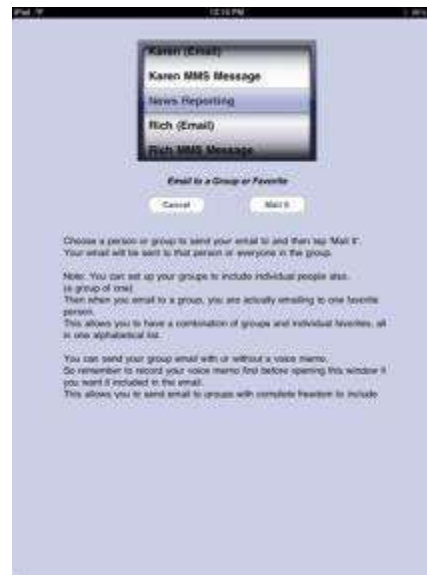 iPad
12:15 PM
Karen (Email)
Karen MMS Message
News Reporting
Rich (Email)
Rich MMS Message
Email to a Group or Favorite
Cancel
Mail It
Choose a person or group to send your email to and then tap 'Mail It'.
Your email will be sent to that person or everyone in the group.
Note: You can set up your groups to include individual people also.
(a group of one)
Then when you email to a group, you are actually emailing to one favorite
person.
This allows you to have a combination of groups and individual favorites, all
in one alphabetical list.
You can send your group email with or without a voice memo.
So remember to record your voice memo first before opening this window if
you want it included in the email.
This allows you to send email to groups with complete freedom to include